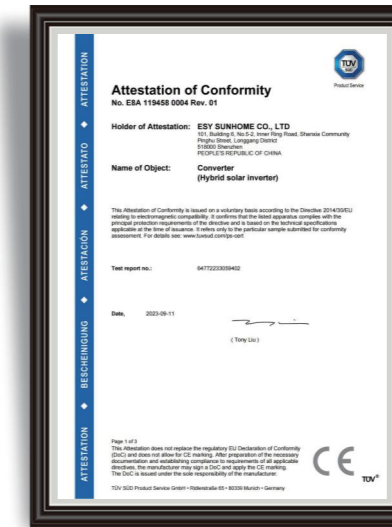 ATTESTATION ◆ BESCHEINIGUNG ◆ ATESTACIÓN ◆ ATTESTATO ◆ ATTESTATION
TÜV
SÜD
Product Service
Attestation of Conformity
No. E8A 119458 0004 Rev. 01
Holder of Attestation: ESY SUNHOME CO., LTD
101, Building 6, No.5-2, Inner Ring Road, Shanxia Community
Pinghu Street, Longgang District
518000 Shenzhen
PEOPLE'S REPUBLIC OF CHINA
Name of Object: Converter
(Hybrid solar inverter)
This Attestation of Conformity is issued on a voluntary basis according to the Directive 2014/30/EU
relating to electromagnetic compatibility. It confirms that the listed apparatus complies with the
principal protection requirements of the directive and is based on the technical specifications
applicable at the time of issuance. It refers only to the particular sample submitted for conformity
assessment. For details see: www.tuvsud.com/ps-cert
Test report no.: 64772233059402
Date, 2023-09-11
( Tony Liu )
Page 1 of 3
This Attestation does not replace the regulatory EU Declaration of Conformity
(DoC) and does not allow for CE marking. After preparation of the necessary
documentation and establishing compliance to requirements of all applicable
directives, the manufacturer may sign a DoC and apply the CE marking.
The DoC is issued under the sole responsibility of the manufacturer.
CE
TÜV SÜD Product Service GmbH • Ridlerstraße 65 • 80339 Munich • Germany
TÜV®